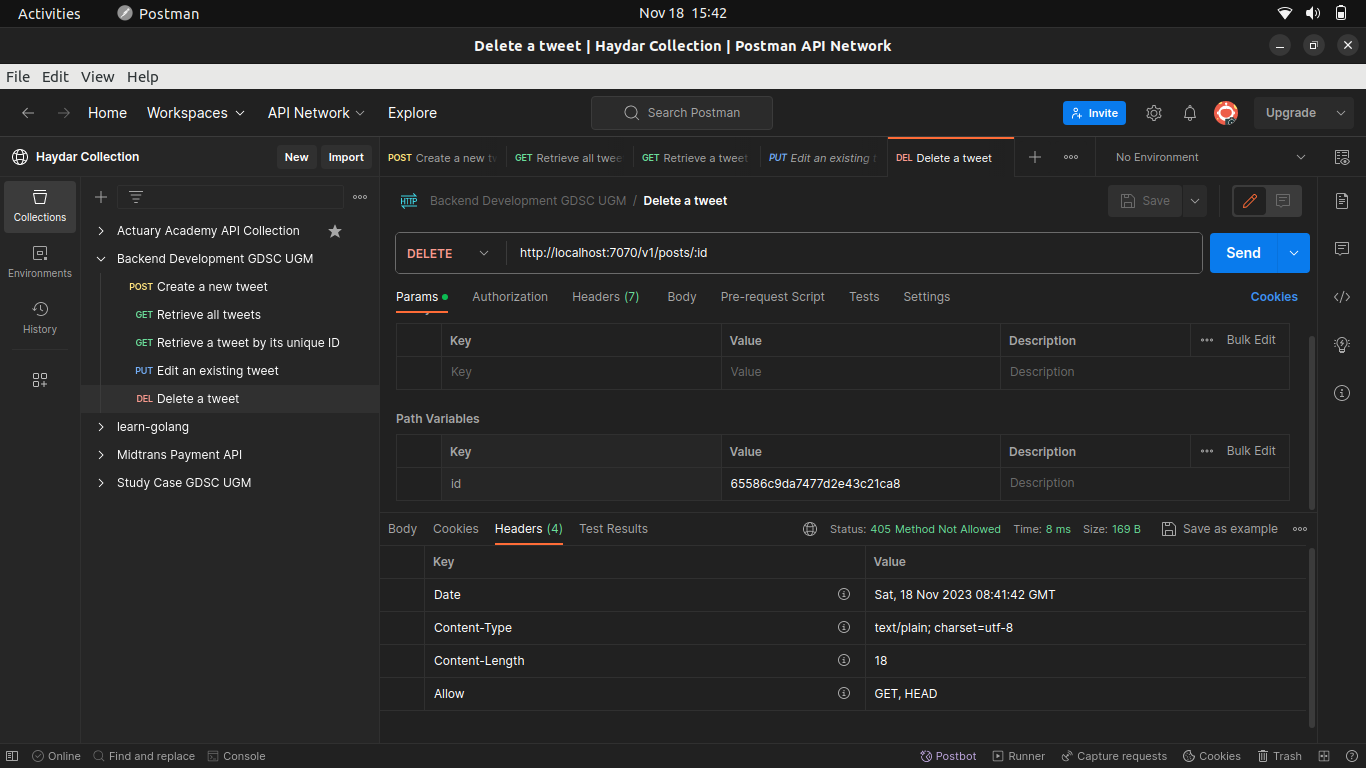 Activities Postman Nov 18 15:42
Delete a tweet | Haydar Collection | Postman API Network
File Edit View Help
Home Workspaces API Network Explore Search Postman Invite Upgrade
Haydar Collection New Import
POST Create a new tw GET Retrieve all twee GET Retrieve a tweet PUT Edit an existing DEL Delete a tweet No Environment
Collections
Environments
History
Actuary Academy API Collection
Backend Development GDSC UGM
POST Create a new tweet
GET Retrieve all tweets
GET Retrieve a tweet by its unique ID
PUT Edit an existing tweet
DEL Delete a tweet
learn-golang
Midtrans Payment API
Study Case GDSC UGM
HTTP Backend Development GDSC UGM / Delete a tweet Save
DELETE http://localhost:7070/v1/posts/:id Send
Params Authorization Headers (7) Body Pre-request Script Tests Settings Cookies
Key Value Description Bulk Edit
Key Value Description
Path Variables
Key Value Description Bulk Edit
id 65586c9da7477d2e43c21ca8 Description
Body Cookies Headers (4) Test Results Status: 405 Method Not Allowed Time: 8 ms Size: 169 B Save as example
Key Value
Date Sat, 18 Nov 2023 08:41:42 GMT
Content-Type text/plain; charset=utf-8
Content-Length 18
Allow GET, HEAD
Online Find and replace Console Postbot Runner Capture requests Cookies Trash